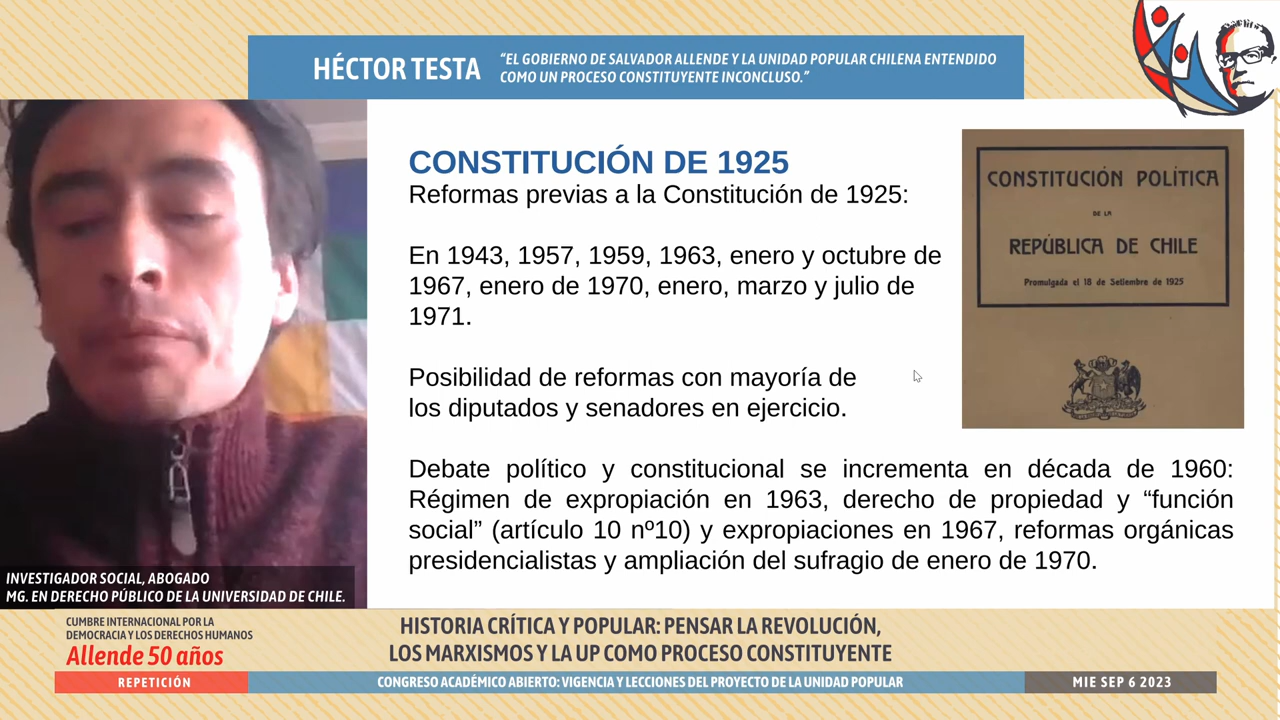 HÉCTOR TESTA
“EL GOBIERNO DE SALVADOR ALLENDE Y LA UNIDAD POPULAR CHILENA ENTENDIDO
COMO UN PROCESO CONSTITUYENTE INCONCLUSO.”
CONSTITUCIÓN DE 1925
Reformas previas a la Constitución de 1925:
En 1943, 1957, 1959, 1963, enero y octubre de
1967, enero de 1970, enero, marzo y julio de
1971.
Posibilidad de reformas con mayoría de
los diputados y senadores en ejercicio.
Debate político y constitucional se incrementa en década de 1960:
Régimen de expropiación en 1963, derecho de propiedad y “función
social” (artículo 10 nº10) y expropiaciones en 1967, reformas orgánicas
presidencialistas y ampliación del sufragio de enero de 1970.
CONSTITUCIÓN POLÍTICA
DE LA
REPÚBLICA DE CHILE
Promulgada el 18 de Setiembre de 1925
INVESTIGADOR SOCIAL, ABOGADO
MG. EN DERECHO PÚBLICO DE LA UNIVERSIDAD DE CHILE.
CUMBRE INTERNACIONAL POR LA
DEMOCRACIA Y LOS DERECHOS HUMANOS
Allende 50 años
REPETICIÓN
HISTORIA CRÍTICA Y POPULAR: PENSAR LA REVOLUCIÓN,
LOS MARXISMOS Y LA UP COMO PROCESO CONSTITUYENTE
CONGRESO ACADÉMICO ABIERTO: VIGENCIA Y LECCIONES DEL PROYECTO DE LA UNIDAD POPULAR
MIE SEP 6 2023